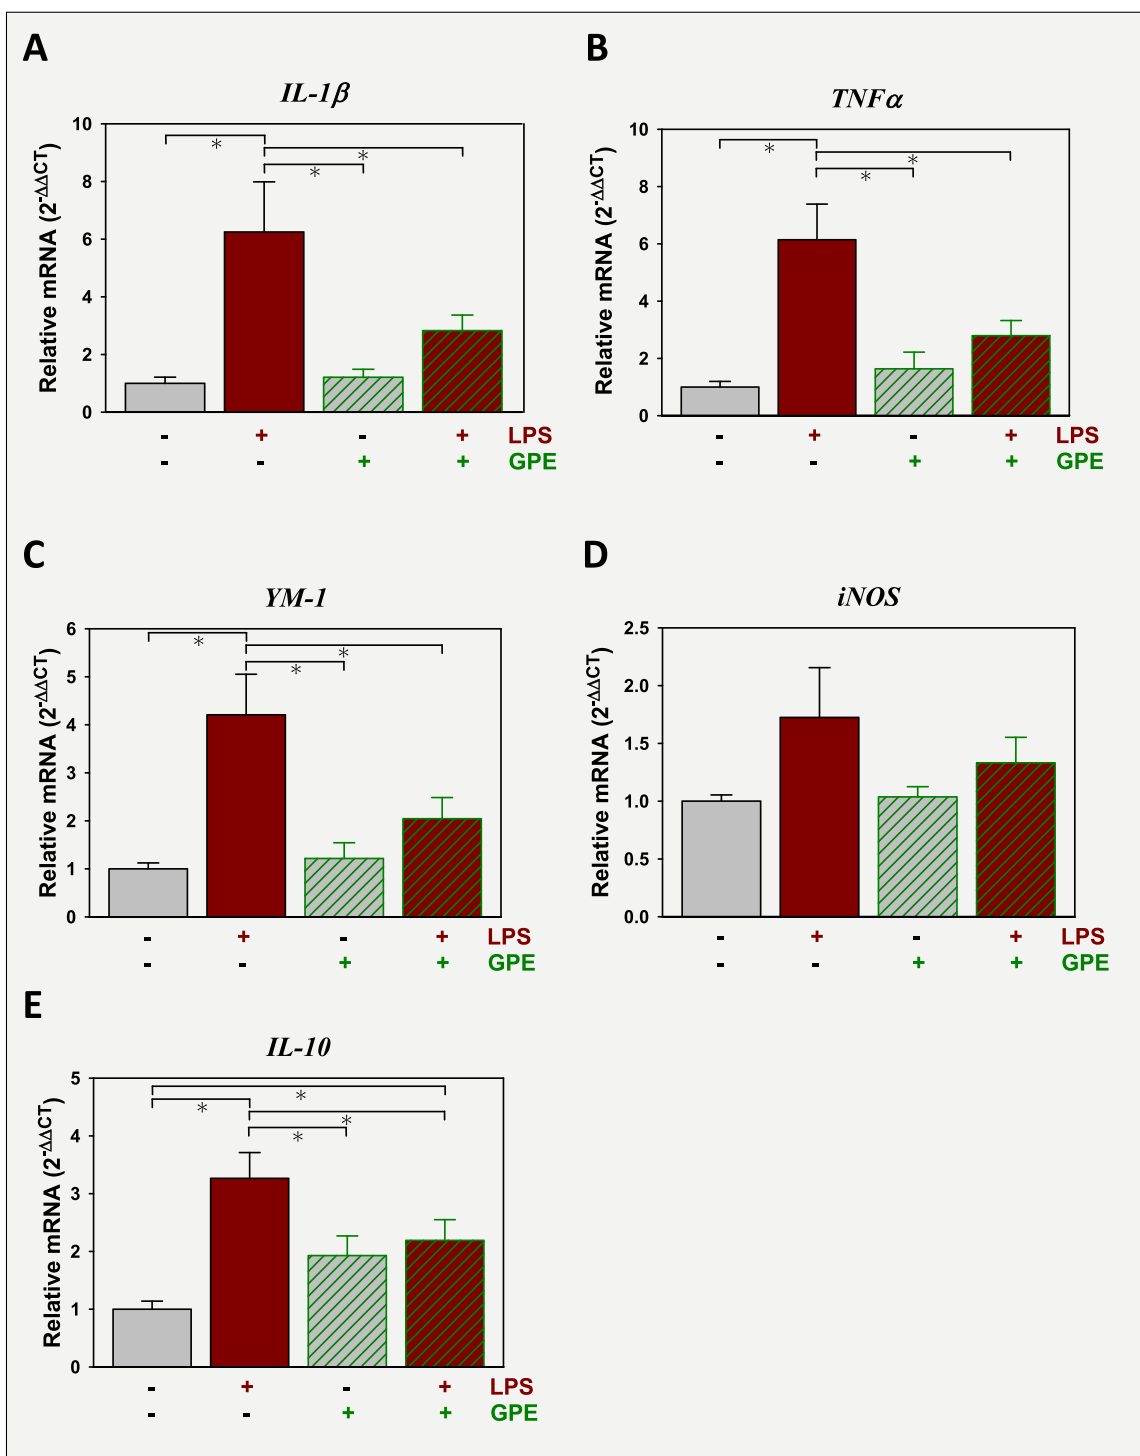 A
IL-1β
Relative mRNA (2-ΔΔCT)
10
8
6
4
2
0
* * *
- + - + LPS
- - + + GPE
B
TNFα
Relative mRNA (2-ΔΔCT)
10
8
6
4
2
0
* * *
- + - + LPS
- - + + GPE
C
YM-1
Relative mRNA (2-ΔΔCT)
6
5
4
3
2
1
0
* * *
- + - + LPS
- - + + GPE
D
iNOS
Relative mRNA (2-ΔΔCT)
2.5
2.0
1.5
1.0
0.5
0.0
- + - + LPS
- - + + GPE
E
IL-10
Relative mRNA (2-ΔΔCT)
5
4
3
2
1
0
* * * *
- + - + LPS
- - + + GPE